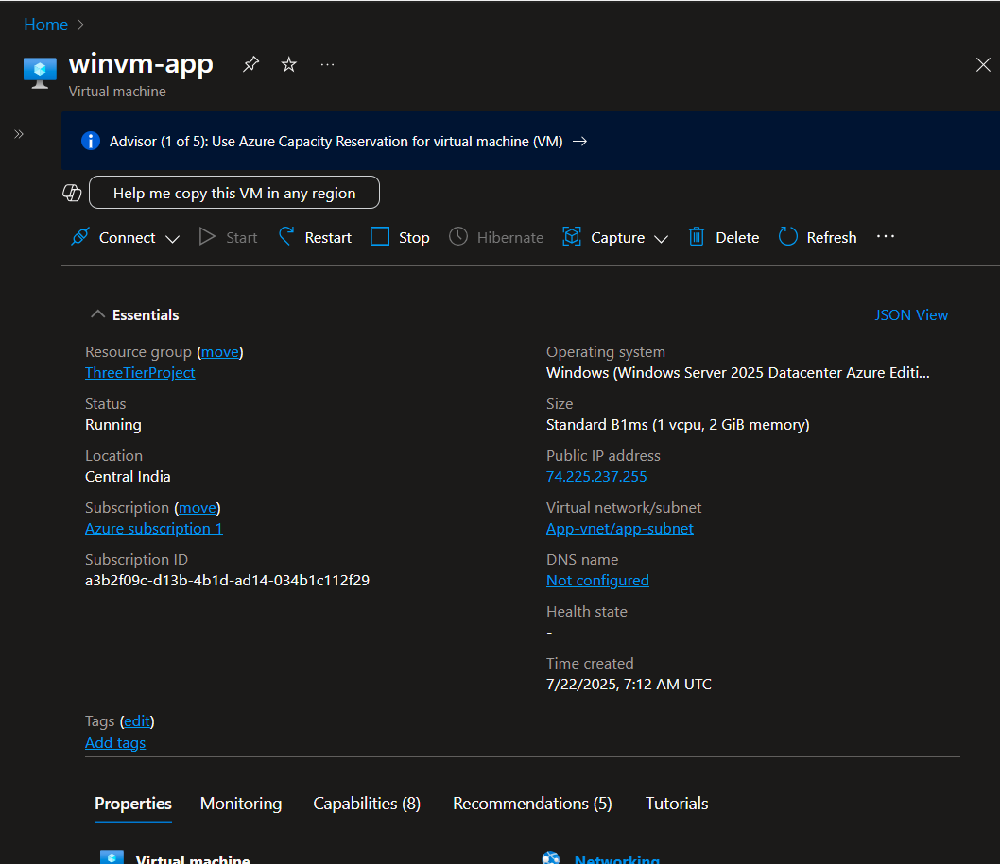 Home
winvm-app
Virtual machine
Advisor (1 of 5): Use Azure Capacity Reservation for virtual machine (VM) →
Help me copy this VM in any region
Connect Start Restart Stop Hibernate Capture Delete Refresh
Essentials
JSON View
Resource group (move)
ThreeTierProject
Status
Running
Location
Central India
Subscription (move)
Azure subscription 1
Subscription ID
a3b2f09c-d13b-4b1d-ad14-034b1c112f29
Operating system
Windows (Windows Server 2025 Datacenter Azure Editi...
Size
Standard B1ms (1 vcpu, 2 GiB memory)
Public IP address
74.225.237.255
Virtual network/subnet
App-vnet/app-subnet
DNS name
Not configured
Health state
-
Time created
7/22/2025, 7:12 AM UTC
Tags (edit)
Add tags
Properties Monitoring Capabilities (8) Recommendations (5) Tutorials
Virtual machine
Networking